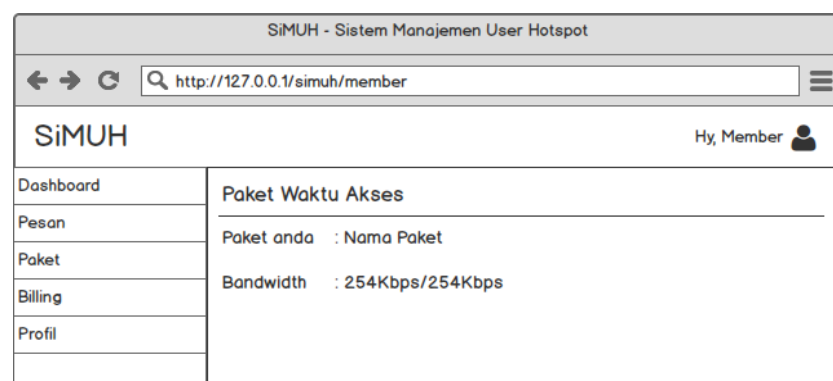 SiMUH - Sistem Manajemen User Hotspot
http://127.0.0.1/simuh/member
SiMUH
Hy, Member
Dashboard
Pesan
Paket
Billing
Profil
Paket Waktu Akses
Paket anda : Nama Paket
Bandwidth : 254Kbps/254Kbps